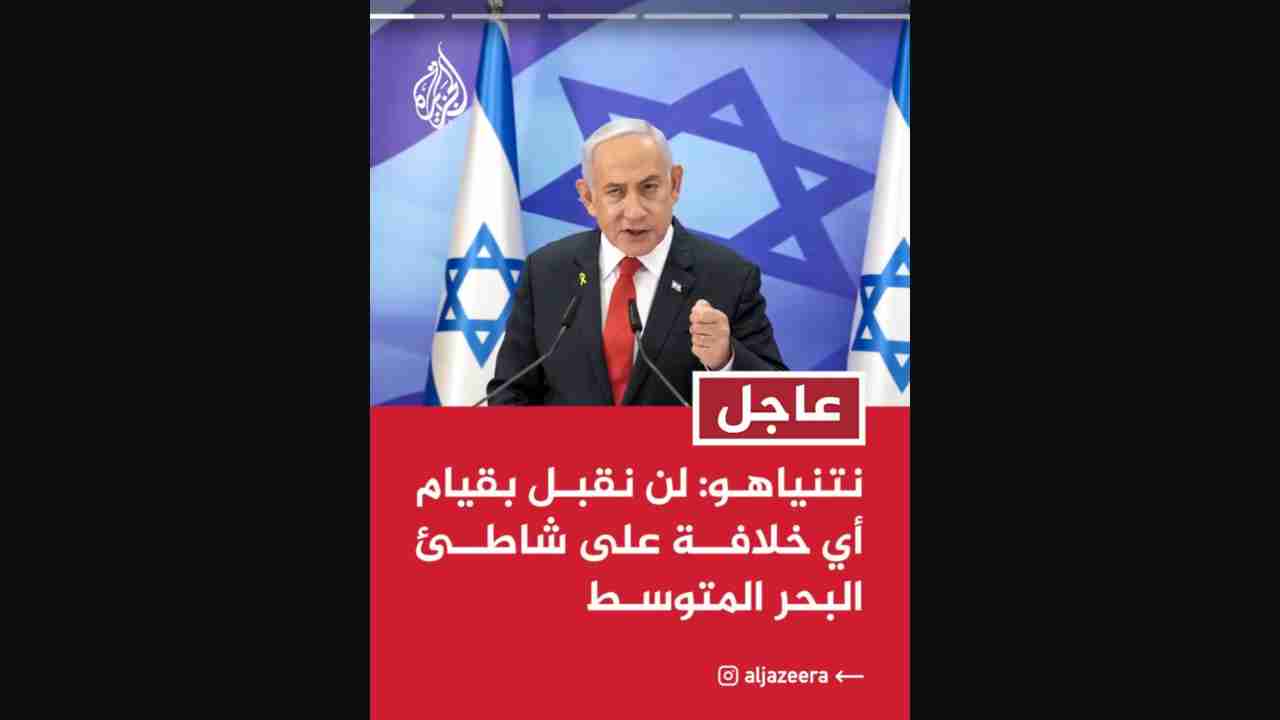 الجزيرة
عاجل
نتنياهو: لن نقبل بقيام
أي خلافة على شاطئ
البحر المتوسط
aljazeera